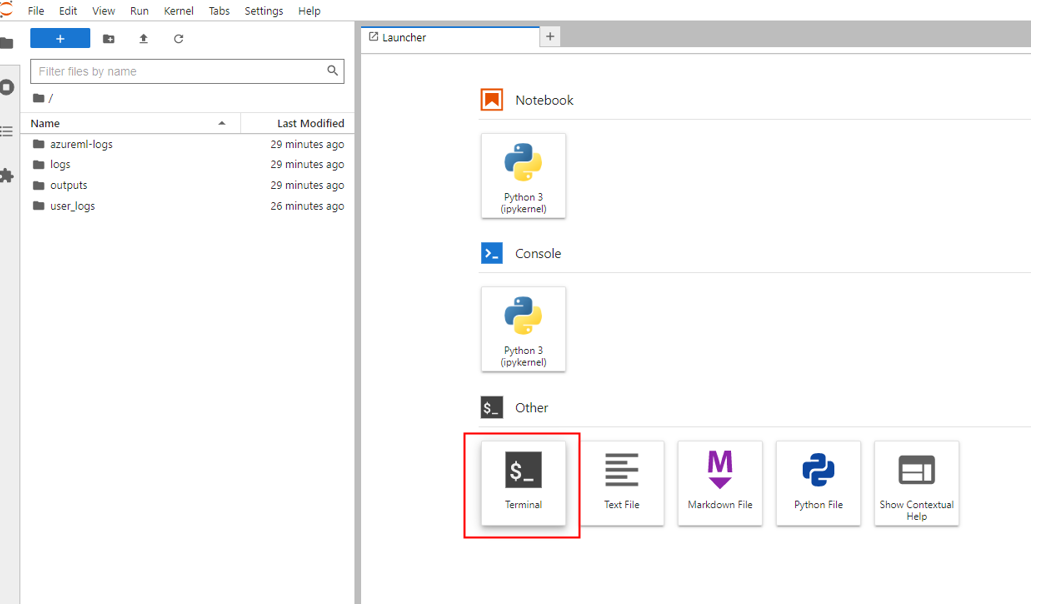 File Edit View Run Kernel Tabs Settings Help
+
Launcher
+
Filter files by name
/
Name Last Modified
azureml-logs 29 minutes ago
logs 29 minutes ago
outputs 29 minutes ago
user_logs 26 minutes ago
Notebook
Python 3
(ipykernel)
>_ Console
Python 3
(ipykernel)
$_ Other
$_
Terminal
Text File
M
Markdown File
Python File
Show Contextual
Help